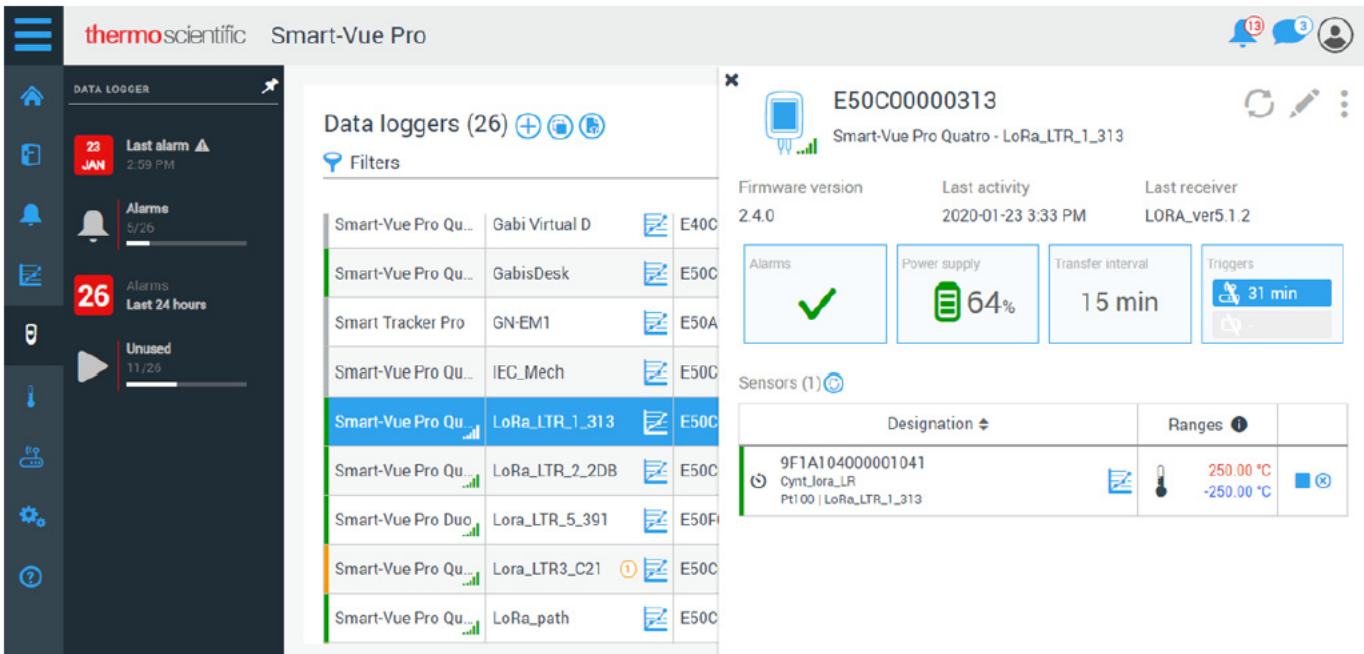 thermoscientific Smart-Vue Pro
13
3
DATA LOGGER
23
JAN
Last alarm
2:59 PM
Alarms
5/26
26
Alarms
Last 24 hours
Unused
11/26
Data loggers (26)
Filters
Smart-Vue Pro Qu... Gabi Virtual D E40C
Smart-Vue Pro Qu... GabisDesk E50C
Smart Tracker Pro GN-EM1 E50A
Smart-Vue Pro Qu... IEC_Mech E50C
Smart-Vue Pro Qu... LoRa_LTR_1_313 E50C
Smart-Vue Pro Qu... LoRa_LTR_2_2DB E50C
Smart-Vue Pro Duo Lora_LTR_5_391 E50F
Smart-Vue Pro Qu... Lora_LTR3_C21 1 E50C
Smart-Vue Pro Qu... LoRa_path E50C
E50C00000313
Smart-Vue Pro Quatro - LoRa_LTR_1_313
Firmware version Last activity Last receiver
2.4.0 2020-01-23 3:33 PM LORA_ver5.1.2
Alarms
Power supply
64%
Transfer interval
15 min
Triggers
31 min
-
Sensors (1)
Designation Ranges
9F1A104000001041
Cynt_lora_LR
Pt100 | LoRa_LTR_1_313
250.00 °C
-250.00 °C